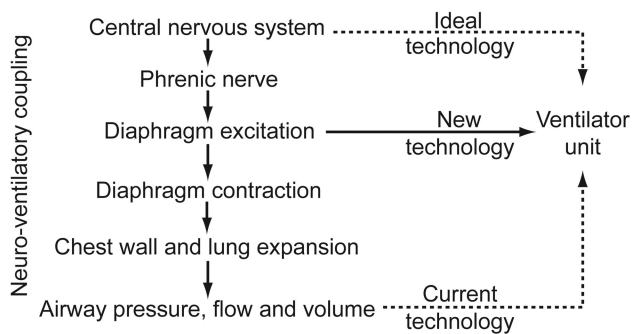 Neuro-ventilatory coupling
Central nervous system
Ideal
technology
Phrenic nerve
Diaphragm excitation
New
technology
Ventilator
unit
Diaphragm contraction
Chest wall and lung expansion
Airway pressure, flow and volume
Current
technology